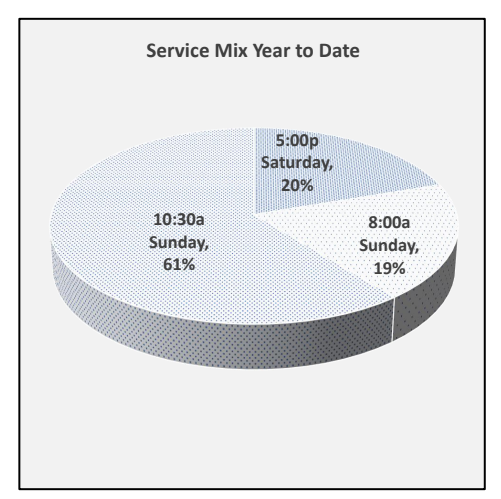 Service Mix Year to Date
5:00p
Saturday,
20%
8:00a
Sunday,
19%
10:30a
Sunday,
61%